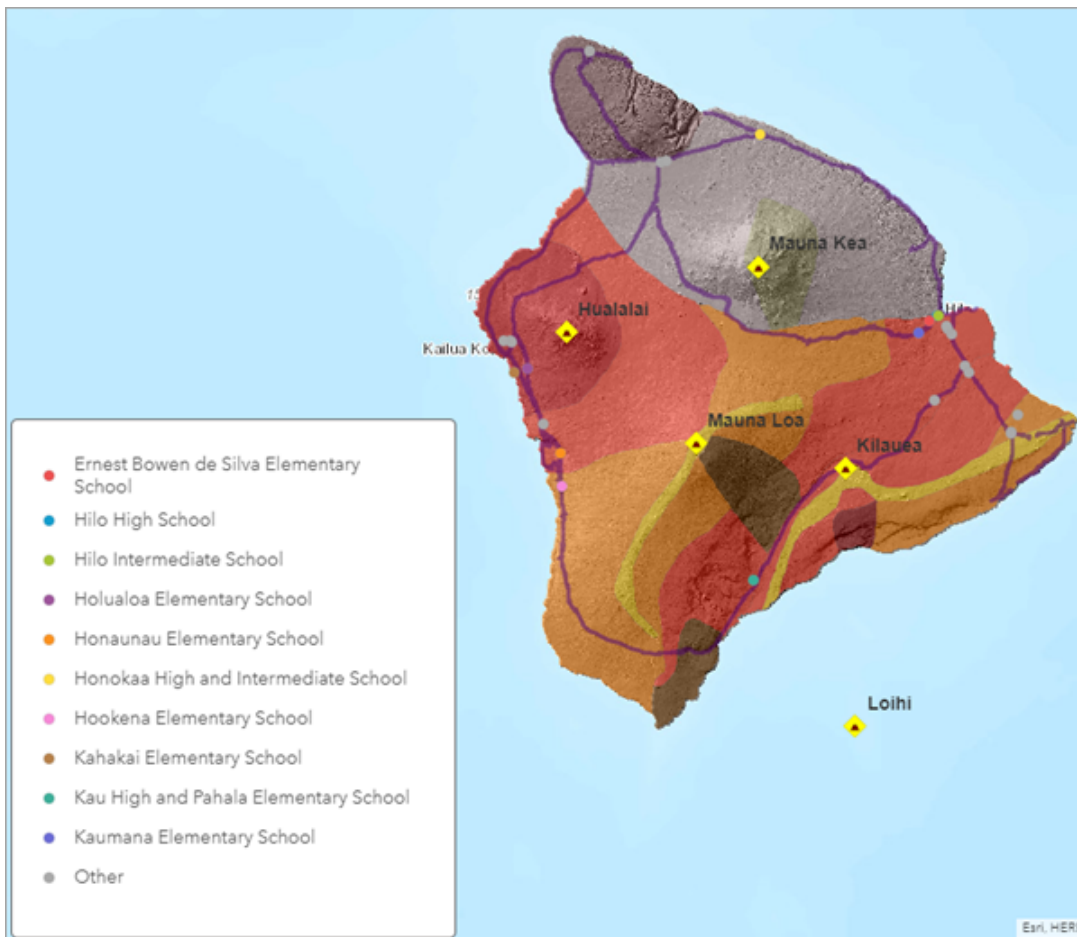 Mauna Kea
Hualalai
Kailua Ko
Mauna Loa
Kilauea
Loihi
Ernest Bowen de Silva Elementary
School
Hilo High School
Hilo Intermediate School
Holualoa Elementary School
Honaunau Elementary School
Honokaa High and Intermediate School
Hookena Elementary School
Kahakai Elementary School
Kau High and Pahala Elementary School
Kaumana Elementary School
Other
Esri, HER